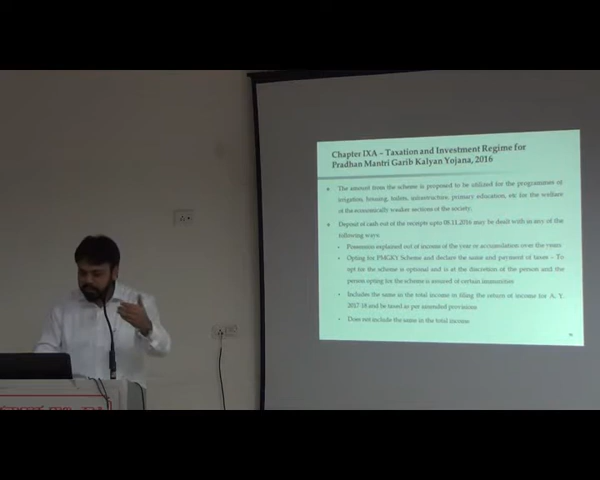 Chapter IXA – Taxation and Investment Regime for
Pradhan Mantri Garib Kalyan Yojana, 2016
The amount from the scheme is proposed to be utilized for the programmes of
irrigation, housing, toilets, infrastructure, primary education, etc for the welfare
of the economically weaker sections of the society;
Deposit of cash out of the receipts upto 08.11.2016 may be dealt with in any of the
following ways
Possession explained out of income of the year or accumulation over the years
Opting for PMGKY Scheme and declare the same and payment of taxes – To
opt for the scheme is optional and is at the discretion of the person and the
person opting for the scheme is assured of certain immunities
Includes the same in the total income in filing the return of income for A. Y.
2017-18 and be taxed as per amended provisions
Does not include the same in the total income